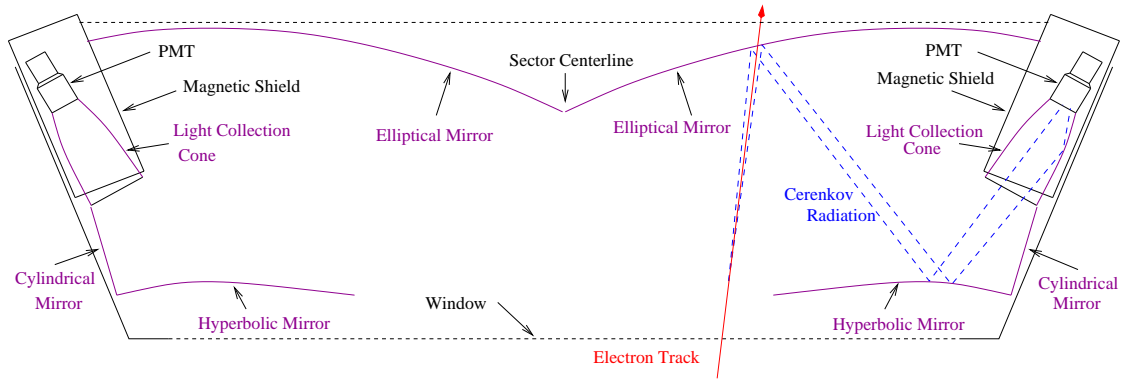 PMT
Magnetic Shield
Light Collection
Cone
Elliptical Mirror
Sector Centerline
Elliptical Mirror
PMT
Magnetic Shield
Light Collection
Cone
Cerenkov
Radiation
Cylindrical
Mirror
Hyperbolic Mirror
Window
Electron Track
Hyperbolic Mirror
Cylindrical
Mirror